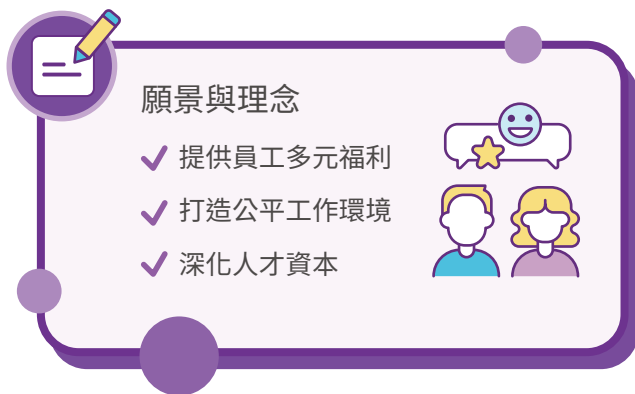 願景與理念
提供員工多元福利
打造公平工作環境
深化人才資本